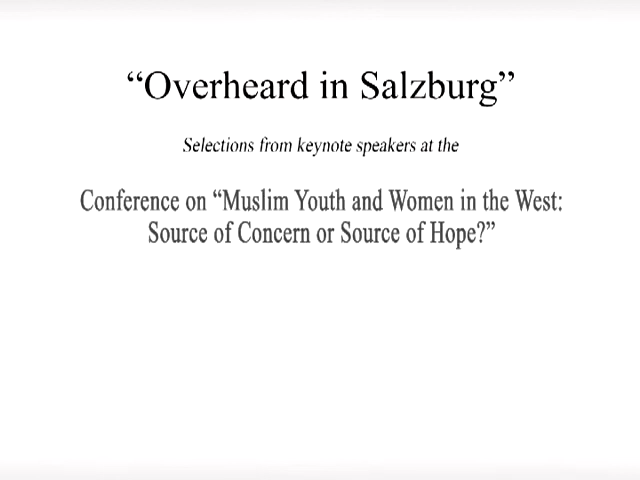 “Overheard in Salzburg”
Selections from keynote speakers at the
Conference on “Muslim Youth and Women in the West:
Source of Concern or Source of Hope?”